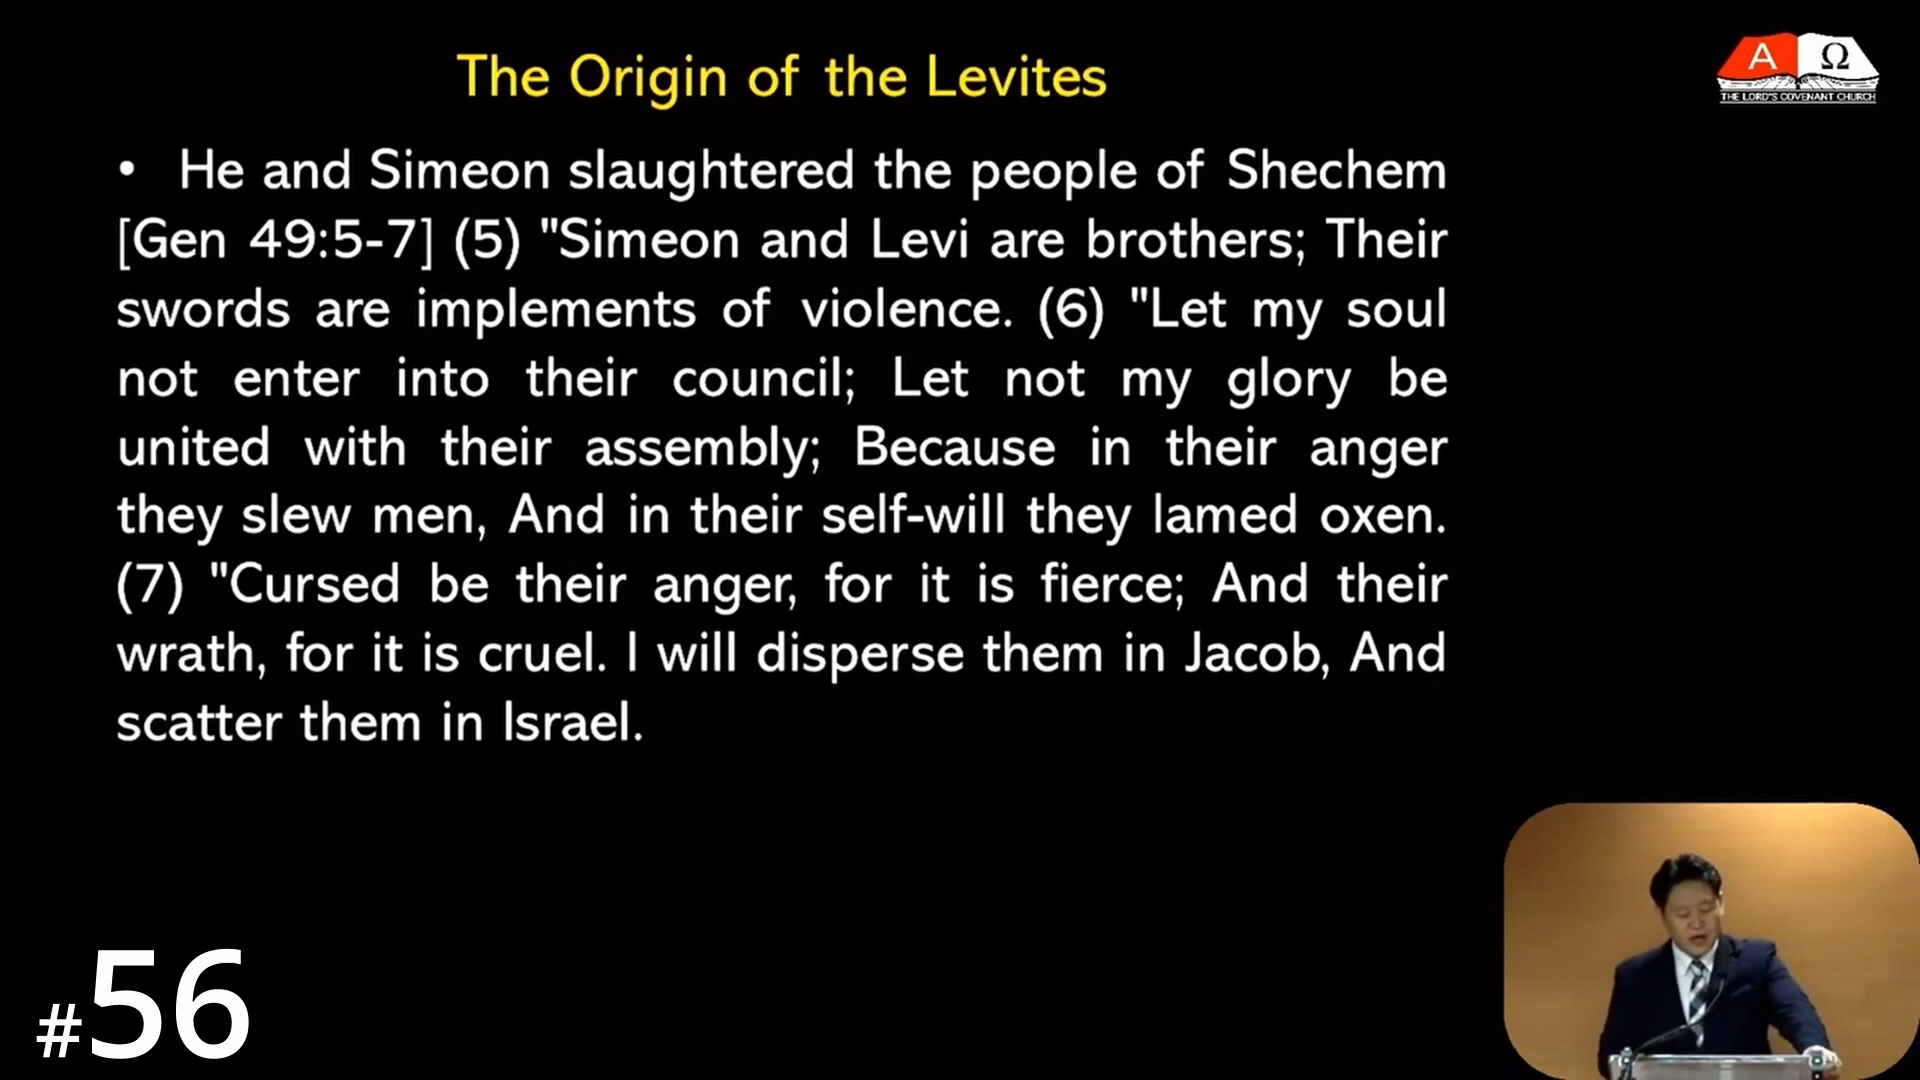 The Origin of the Levites
A Ω
THE LORD'S COVENANT CHURCH
• He and Simeon slaughtered the people of Shechem
[Gen 49:5-7] (5) "Simeon and Levi are brothers; Their
swords are implements of violence. (6) "Let my soul
not enter into their council; Let not my glory be
united with their assembly; Because in their anger
they slew men, And in their self-will they lamed oxen.
(7) "Cursed be their anger, for it is fierce; And their
wrath, for it is cruel. I will disperse them in Jacob, And
scatter them in Israel.
#56